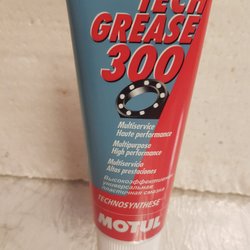 TECH
GREASE
300
Multiservice
Haute performance
Multipurpose
High performance
Multiservicio
Altas prestaciones
Высокоэффективная
универсальная
пластичная смазка
TECHNOSYNTHESE®
MOTUL